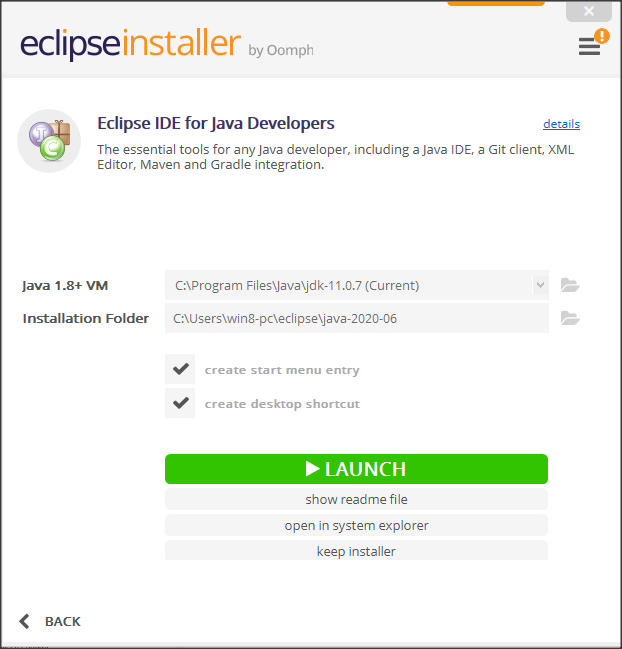 eclipseinstaller by Oomph
Eclipse IDE for Java Developers
details
The essential tools for any Java developer, including a Java IDE, a Git client, XML
Editor, Maven and Gradle integration.
Java 1.8+ VM
C:\Program Files\Java\jdk-11.0.7 (Current)
Installation Folder
C:\Users\win8-pc\eclipse\java-2020-06
create start menu entry
create desktop shortcut
LAUNCH
show readme file
open in system explorer
keep installer
BACK